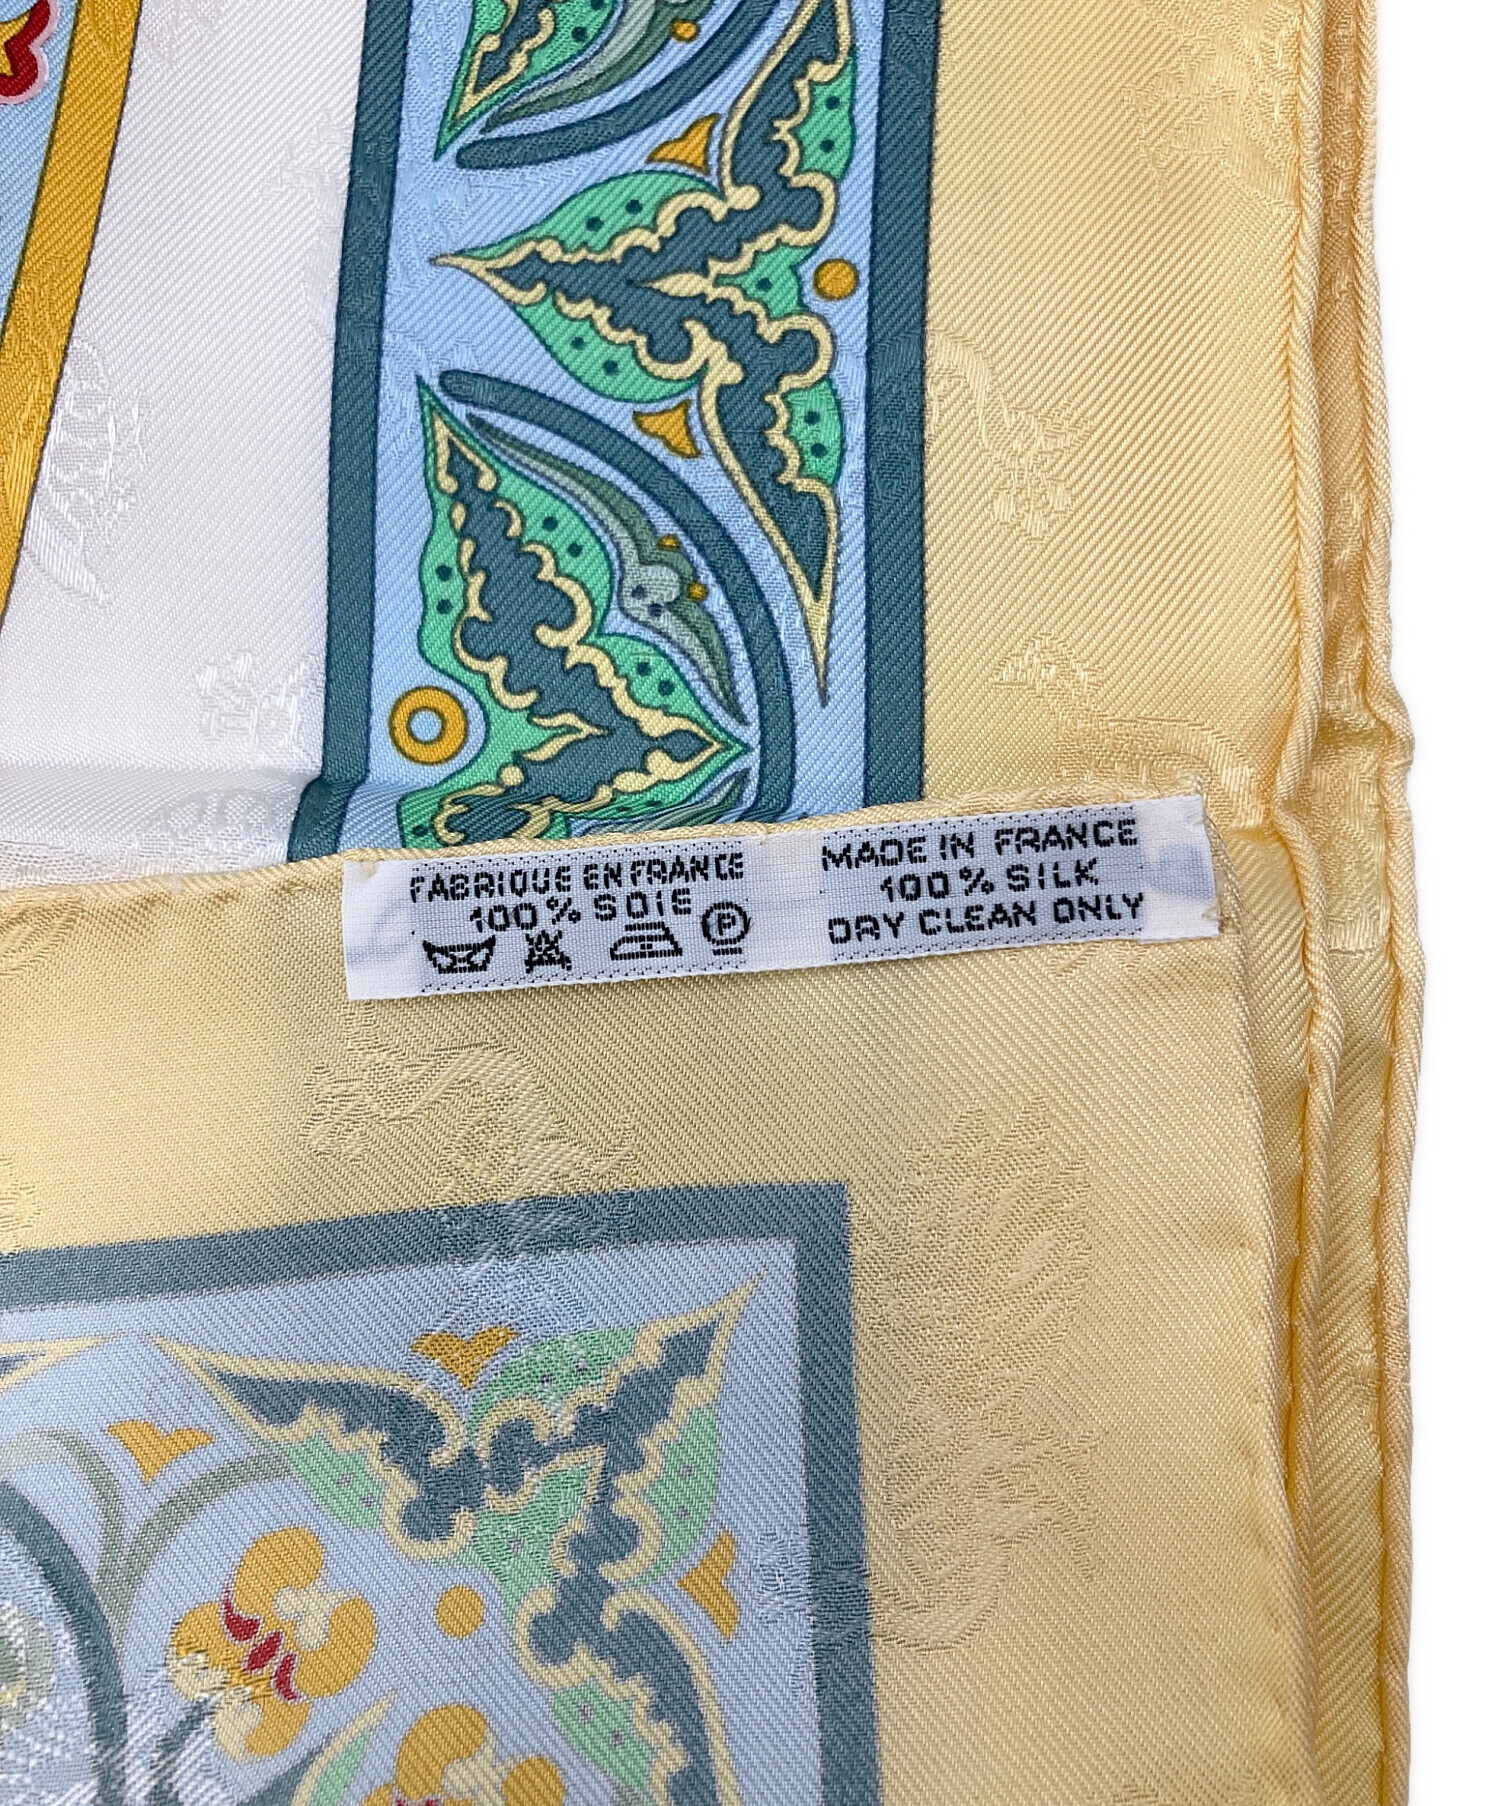 FABRIQUE EN FRANCE
100% SOIE
P
MADE IN FRANCE
100% SILK
DRY CLEAN ONLY